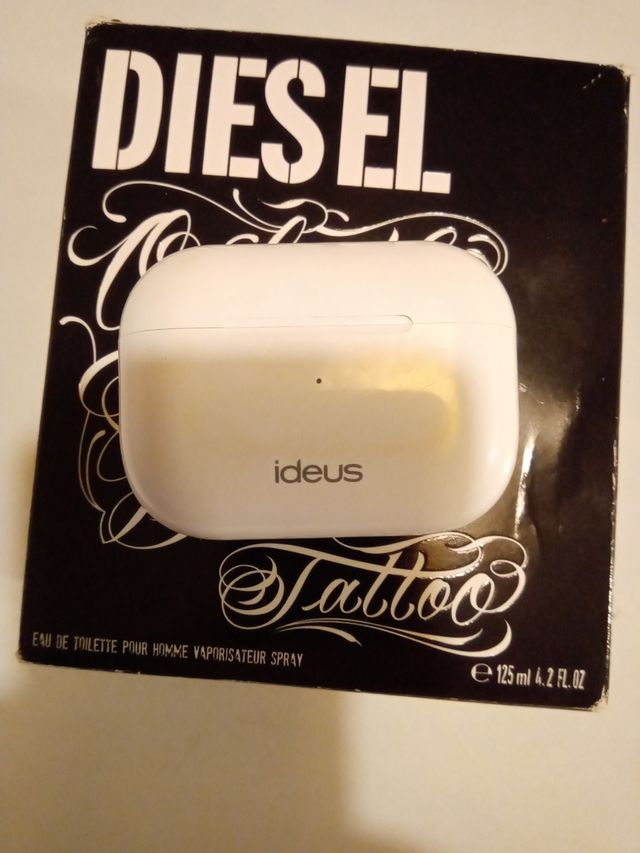 DIESEL
ideus
Tattoo
EAU DE TOILETTE POUR HOMME VAPORISATEUR SPRAY
℮ 125 ml 4.2 FL.OZ